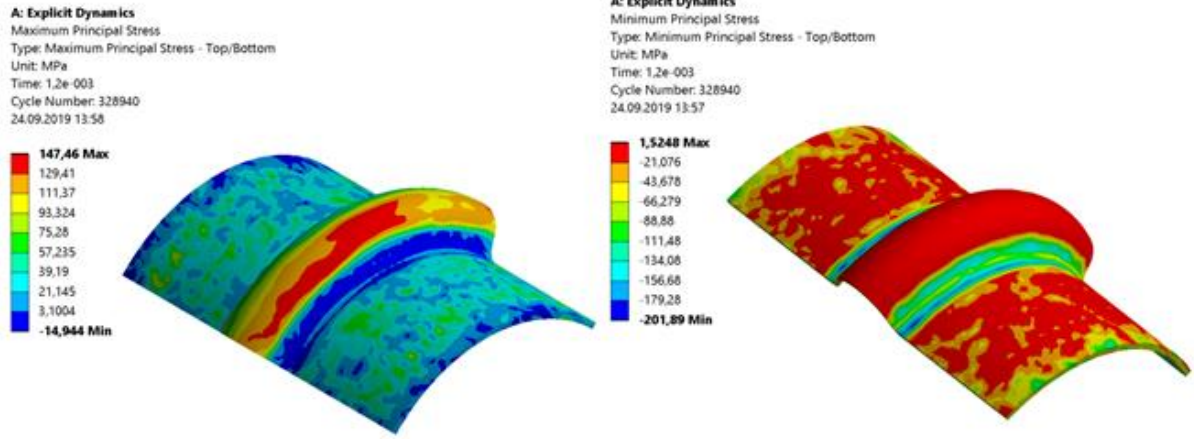 A: Explicit Dynamics
Maximum Principal Stress
Type: Maximum Principal Stress - Top/Bottom
Unit: MPa
Time: 1,2e-003
Cycle Number: 328940
24.09.2019 13:58
147,46 Max
129,41
111,37
93,324
75,28
57,235
39,19
21,145
3,1004
-14,944 Min
A: Explicit Dynamics
Minimum Principal Stress
Type: Minimum Principal Stress - Top/Bottom
Unit: MPa
Time: 1,2e-003
Cycle Number: 328940
24.09.2019 13:57
1,5248 Max
-21,076
-43,678
-66,279
-88,88
-111,48
-134,08
-156,68
-179,28
-201,89 Min